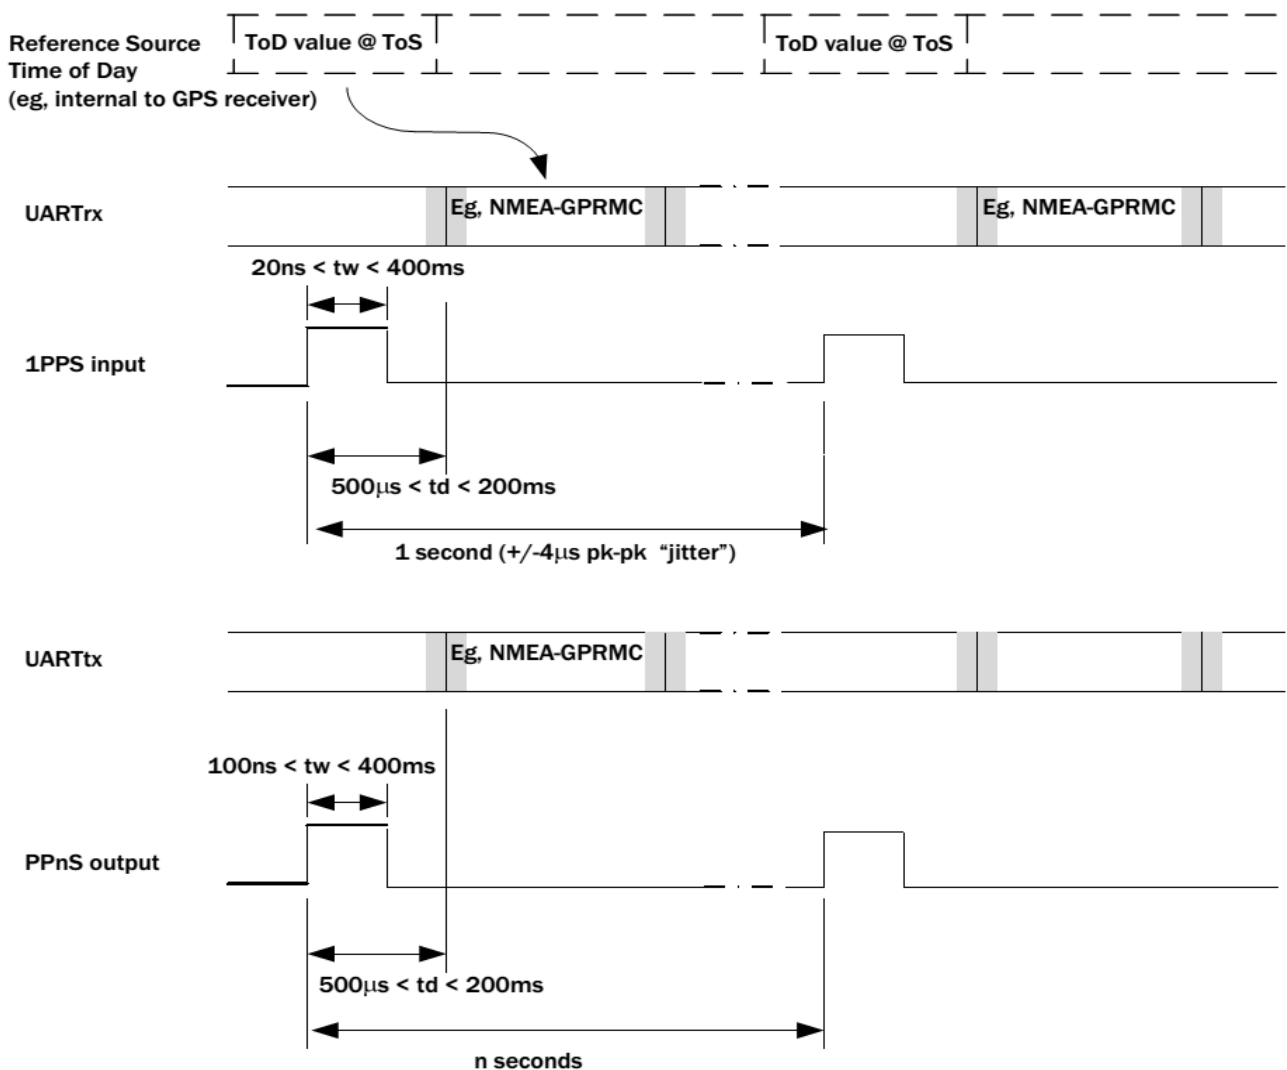 Reference Source
Time of Day
(eg, internal to GPS receiver)
ToD value @ ToS
ToD value @ ToS
UARTrx
Eg, NMEA-GPRMC
Eg, NMEA-GPRMC
20ns < tw < 400ms
1PPS input
500µs < td < 200ms
1 second (+/-4µs pk-pk “jitter”)
UARTtx
Eg, NMEA-GPRMC
100ns < tw < 400ms
PPnS output
500µs < td < 200ms
n seconds